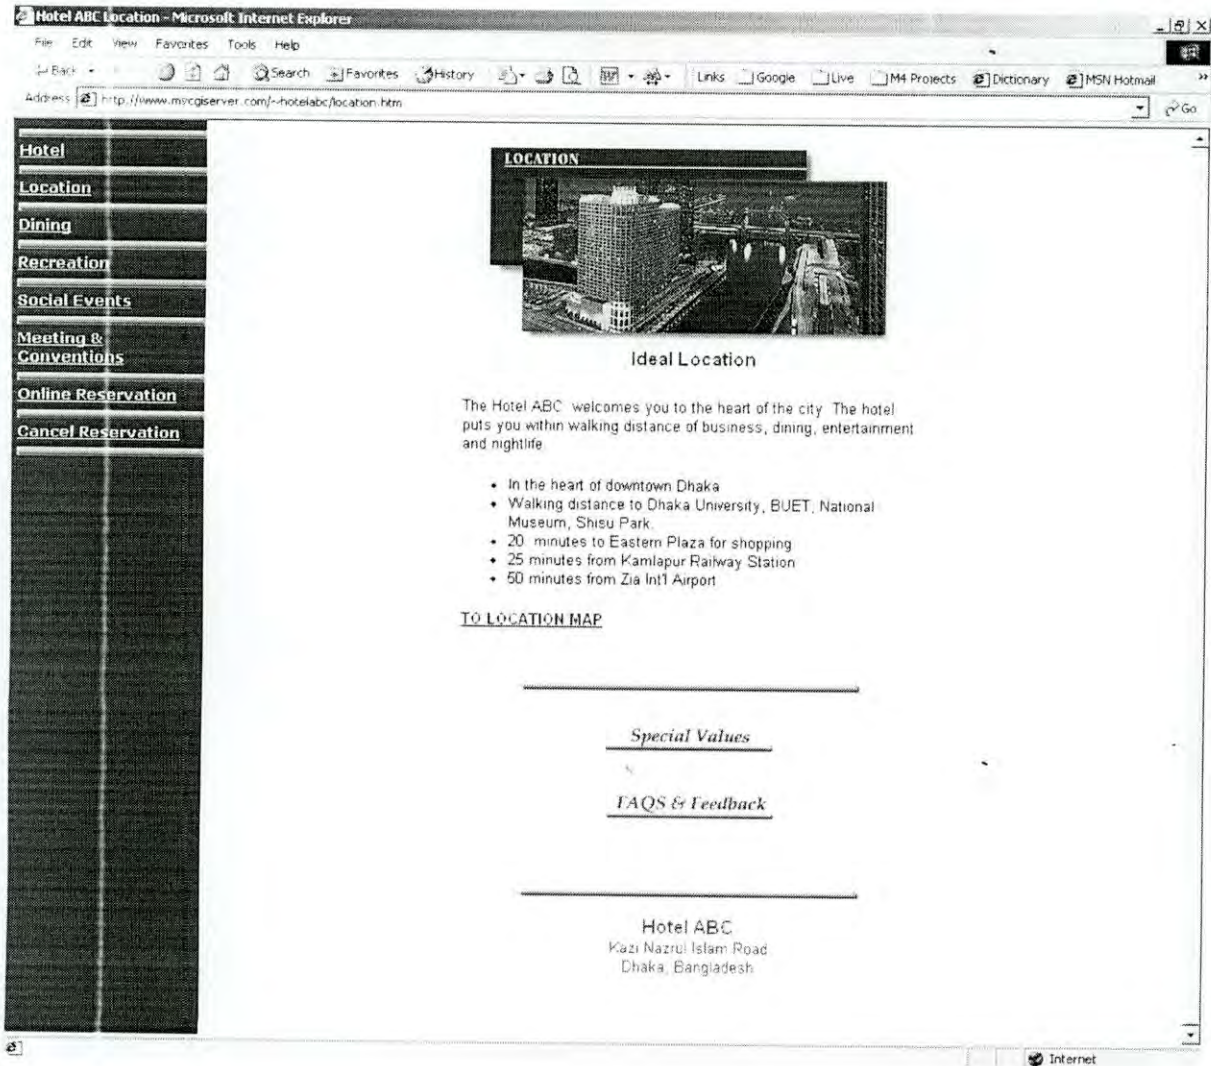 Hotel ABC Location - Microsoft Internet Explorer
File Edit View Favorites Tools Help
Back Search Favorites History Links Google Live M4 Projects Dictionary MSN Hotmail »
Address http://www.mycgiserver.com/~hotelabc/location.htm Go
Hotel
Location
Dining
Recreation
Social Events
Meeting &
Conventions
Online Reservation
Cancel Reservation
LOCATION
Ideal Location
The Hotel ABC welcomes you to the heart of the city The hotel
puts you within walking distance of business, dining, entertainment
and nightlife
• In the heart of downtown Dhaka
• Walking distance to Dhaka University, BUET, National
Museum, Shisu Park.
• 20 minutes to Eastern Plaza for shopping
• 25 minutes from Kamlapur Railway Station
• 50 minutes from Zia Int'l Airport
TO LOCATION MAP
Special Values
FAQS & Feedback
Hotel ABC
Kazi Nazrul Islam Road
Dhaka, Bangladesh
Internet